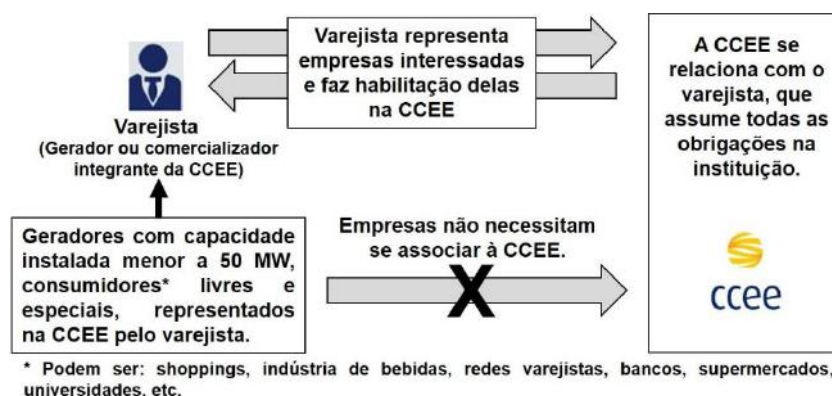 Varejista representa
empresas interessadas
e faz habilitação delas
na CCEE
Varejista
(Gerador ou comercializador
integrante da CCEE)
A CCEE se
relaciona com o
varejista, que
assume todas as
obrigações na
instituição.
Geradores com capacidade
instalada menor a 50 MW,
consumidores* livres e
especiais, representados
na CCEE pelo varejista.
Empresas não necessitam
se associar à CCEE.
X
ccee
* Podem ser: shoppings, indústria de bebidas, redes varejistas, bancos, supermercados,
universidades, etc.